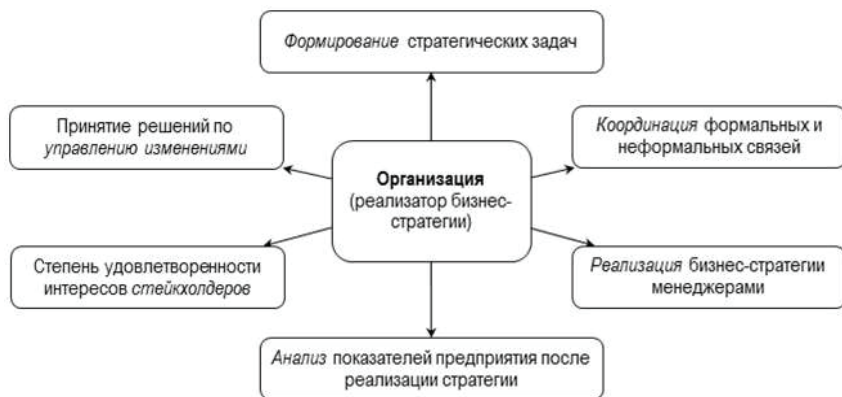 Формирование стратегических задач
Принятие решений по
управлению изменениями
Координация формальных и
неформальных связей
Организация
(реализатор бизнес-
стратегии)
Степень удовлетворенности
интересов стейкхолдеров
Реализация бизнес-стратегии
менеджерами
Анализ показателей предприятия после
реализации стратегии